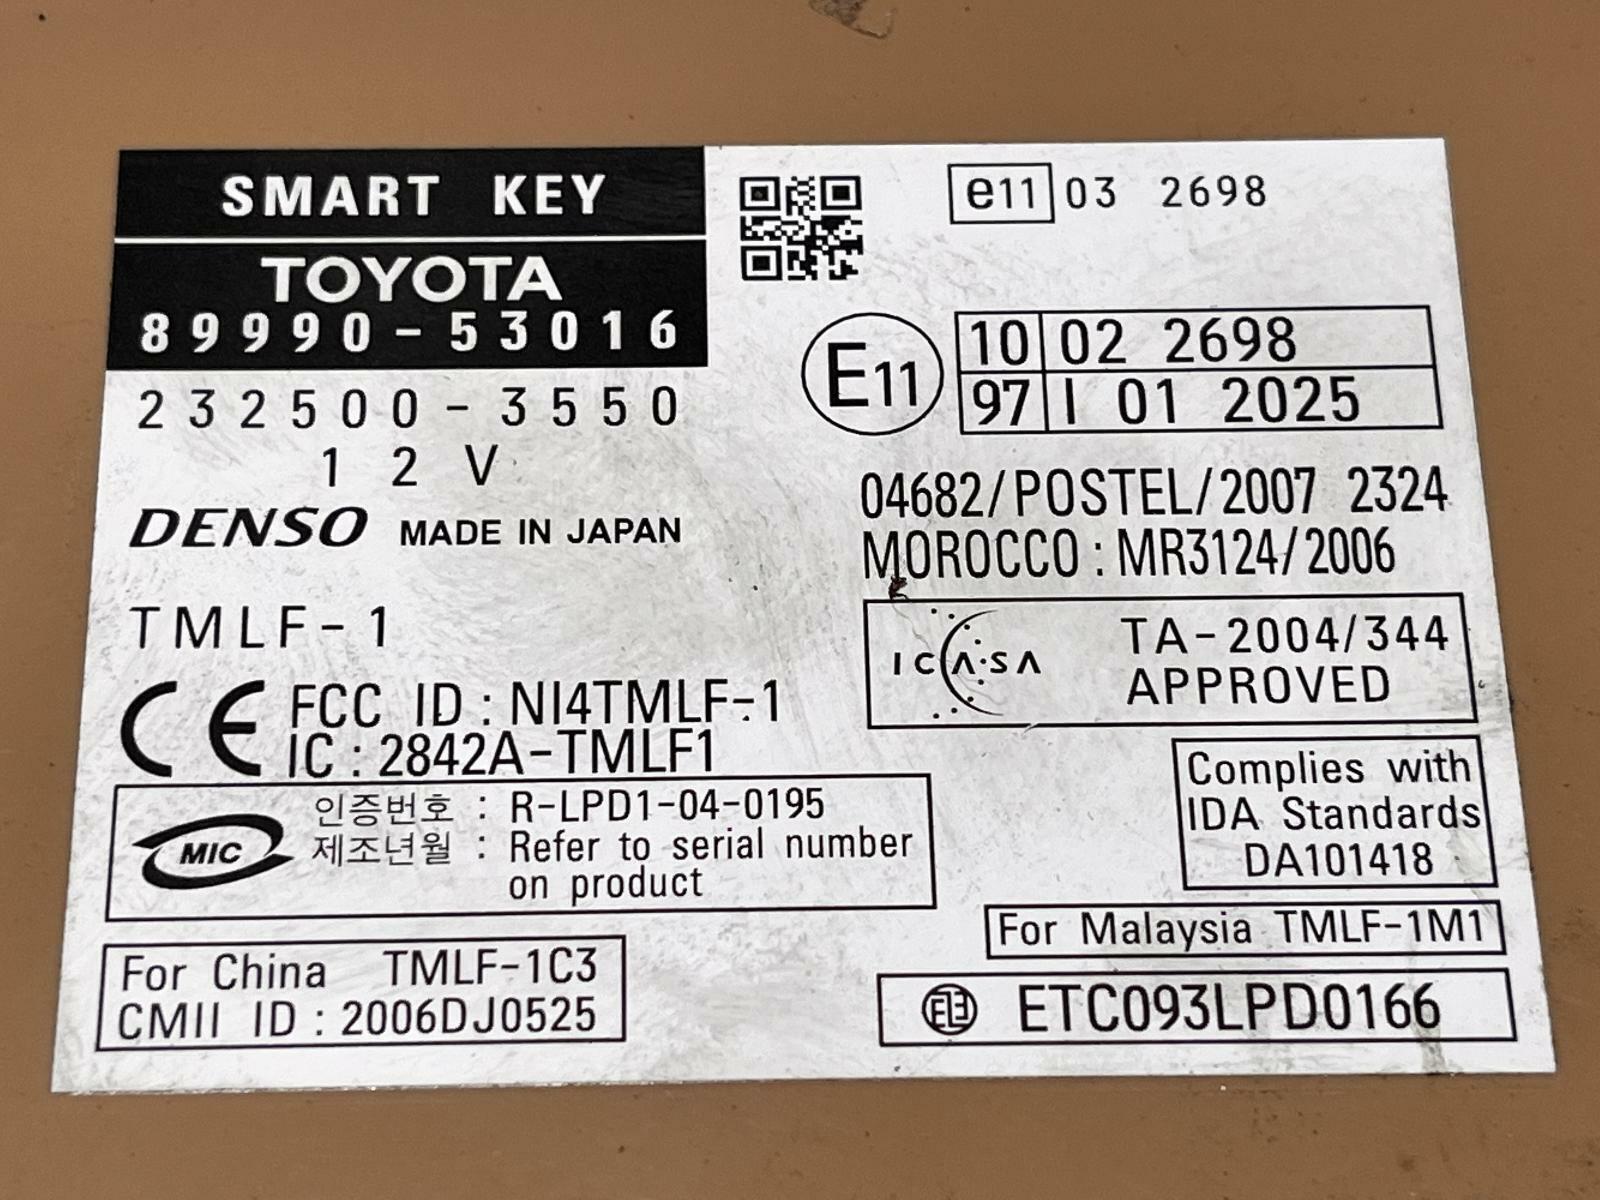 SMART KEY
TOYOTA
89990-53016
232500-3550
12V
DENSO MADE IN JAPAN
TMLF-1
CE FCC ID : NI4TMLF-1
IC : 2842A-TMLF1
MIC
인증번호 : R-LPD1-04-0195
제조년월 : Refer to serial number
on product
For China TMLF-1C3
CMII ID : 2006DJ0525
e11 03 2698
E11
10 02 2698
97 I 01 2025
04682/POSTEL/2007 2324
MOROCCO : MR3124/2006
ICASA
TA-2004/344
APPROVED
Complies with
IDA Standards
DA101418
For Malaysia TMLF-1M1
ETC093LPD0166